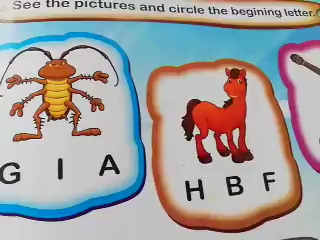 See the pictures and circle the begining letter.
G I A
H B F